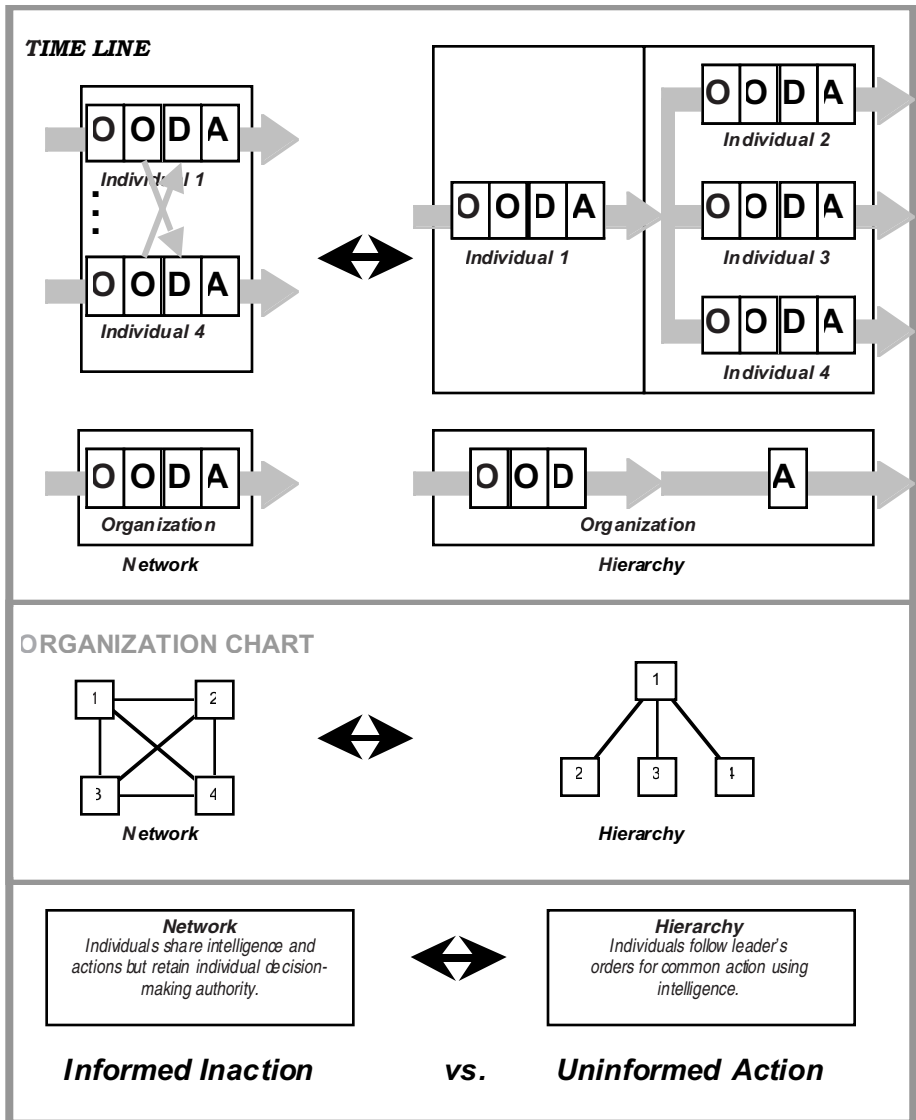 TIME LINE
O O D A
Individual 1
O O D A
Individual 4
O O D A
Individual 1
O O D A
Individual 2
O O D A
Individual 3
O O D A
Individual 4
O O D A
Organization
Network
O O D A
Organization
Hierarchy
ORGANIZATION CHART
1 2
3 4
Network
1
2 3 4
Hierarchy
Network
Individuals share intelligence and
actions but retain individual decision-
making authority.
Hierarchy
Individuals follow leader's
orders for common action using
intelligence.
Informed Inaction vs. Uninformed Action